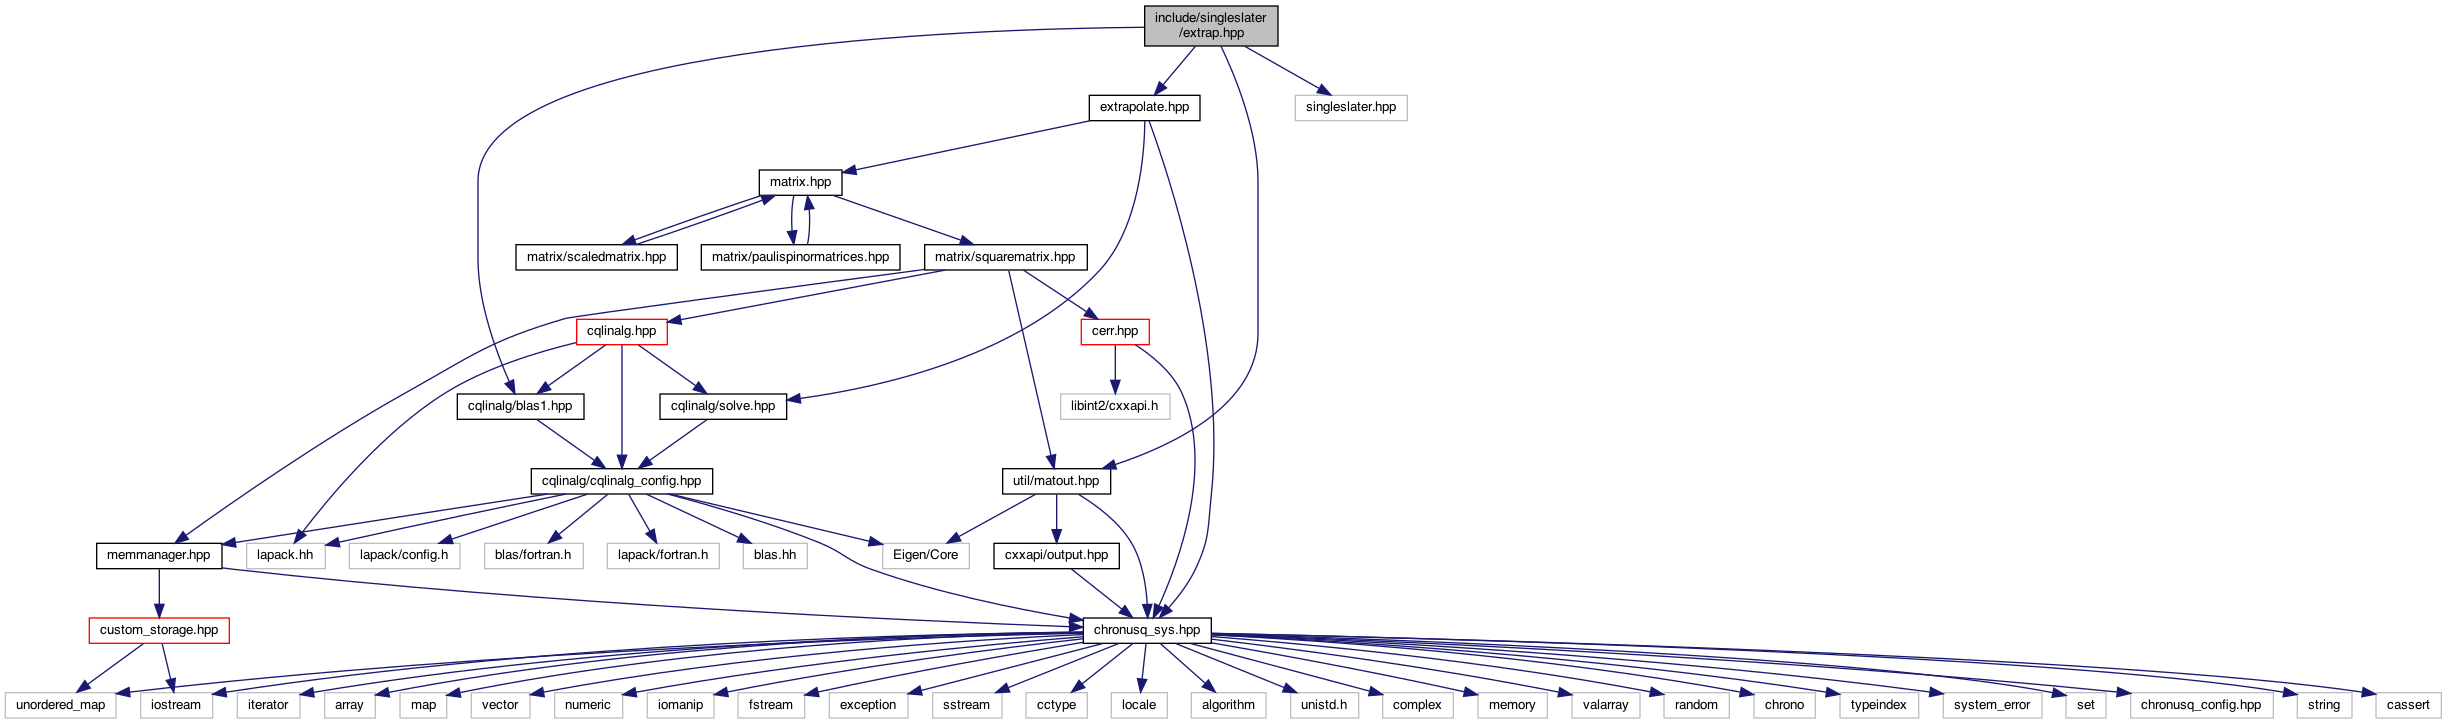 include/singleslater
/extrap.hpp
extrapolate.hpp
singleslater.hpp
matrix.hpp
matrix/scaledmatrix.hpp
matrix/paulispinormatrices.hpp
matrix/squarematrix.hpp
cqlinalg.hpp
cerr.hpp
cqlinalg/blas1.hpp
cqlinalg/solve.hpp
libint2/cxxapi.h
cqlinalg/cqlinalg_config.hpp
util/matout.hpp
memmanager.hpp
lapack.hh
lapack/config.h
blas/fortran.h
lapack/fortran.h
blas.hh
Eigen/Core
cxxapi/output.hpp
custom_storage.hpp
chronusq_sys.hpp
unordered_map
iostream
iterator
array
map
vector
numeric
iomanip
fstream
exception
sstream
cctype
locale
algorithm
unistd.h
complex
memory
valarray
random
chrono
typeindex
system_error
set
chronusq_config.hpp
string
cassert